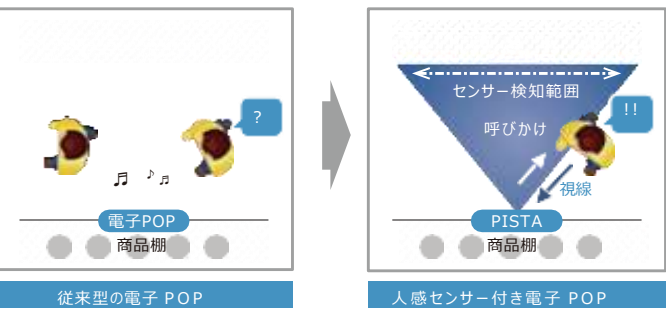 ?
♬ ♪ ♬
電子POP
商品棚
従来型の電子 POP
センサー検知範囲
呼びかけ
!!
視線
PISTA
商品棚
人感センサー付き電子 POP